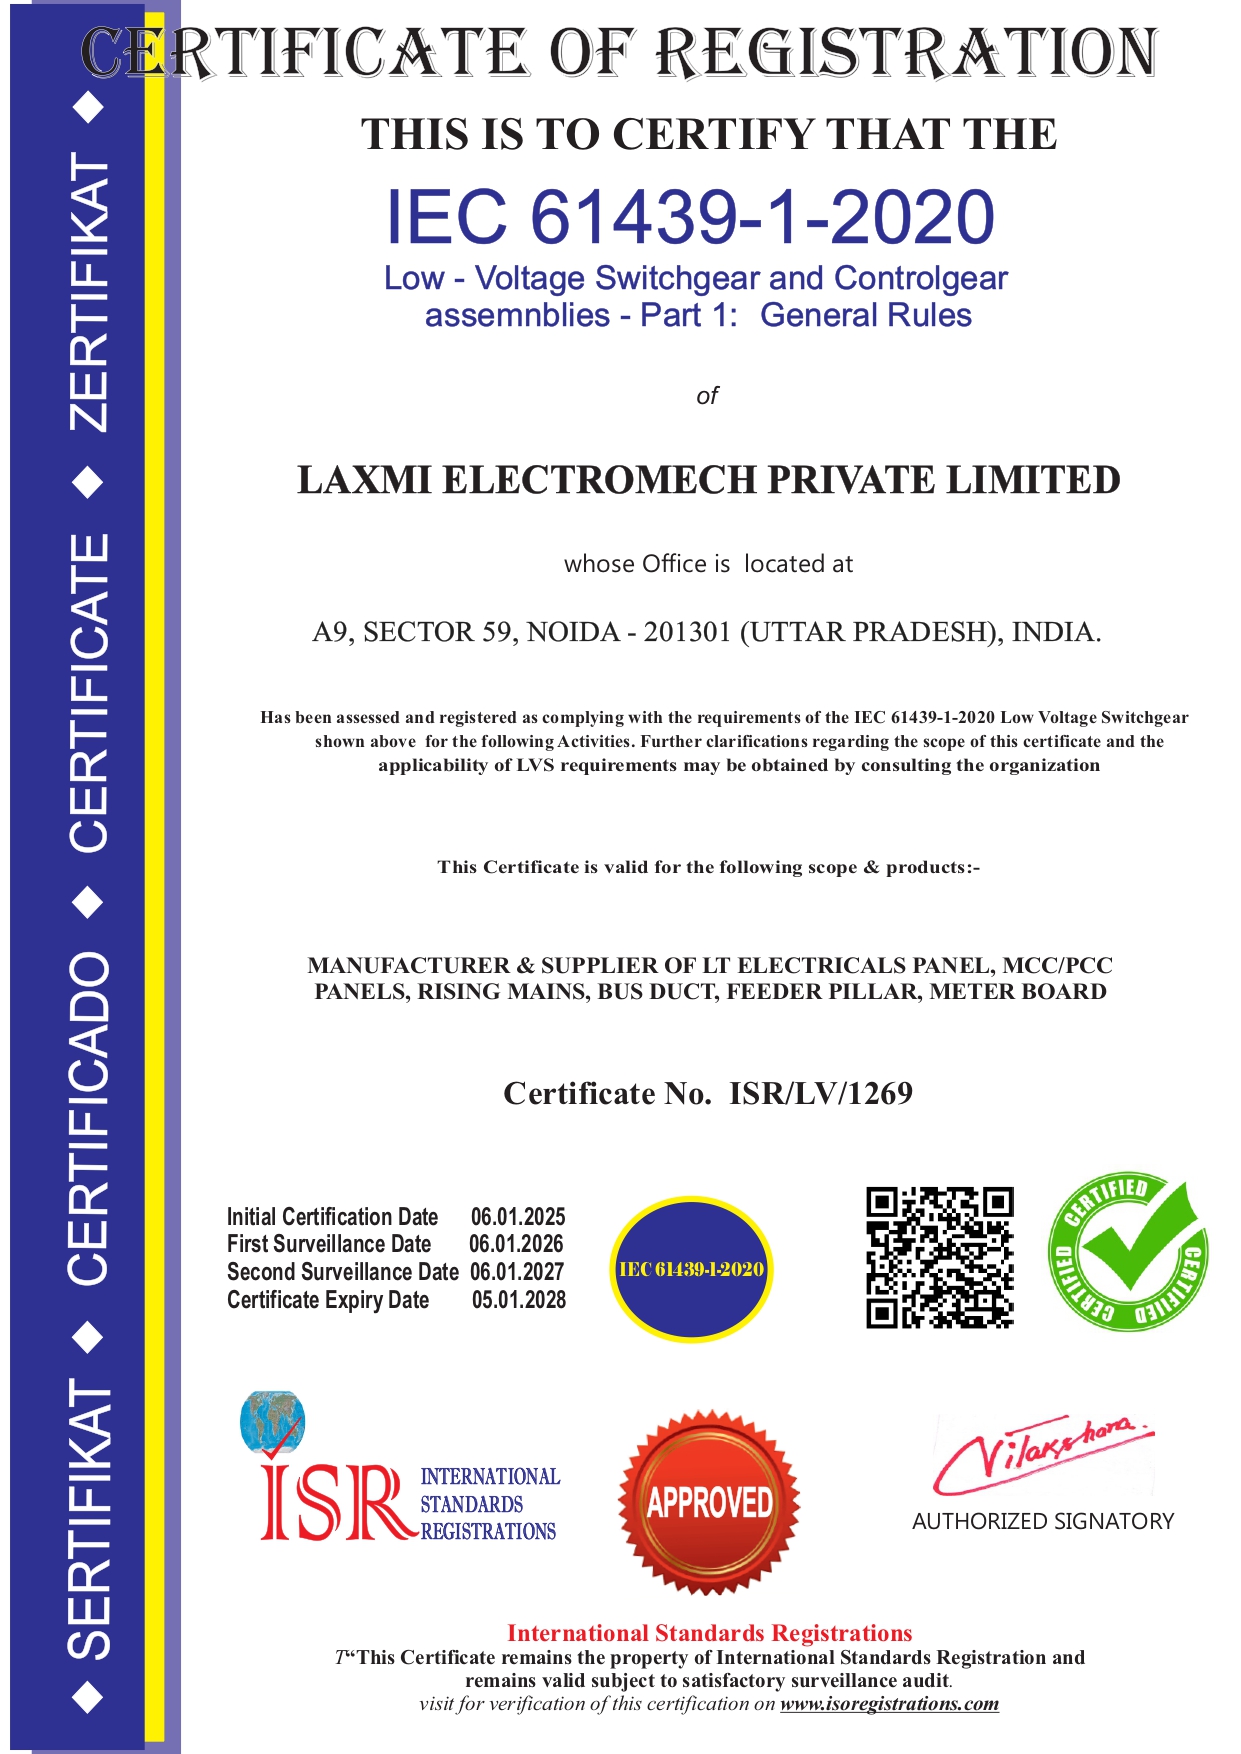 CERTIFICATE OF REGISTRATION
THIS IS TO CERTIFY THAT THE
IEC 61439-1-2020
Low - Voltage Switchgear and Controlgear
assemnblies - Part 1: General Rules
of
LAXMI ELECTROMECH PRIVATE LIMITED
whose Office is located at
A9, SECTOR 59, NOIDA - 201301 (UTTAR PRADESH), INDIA.
Has been assessed and registered as complying with the requirements of the IEC 61439-1-2020 Low Voltage Switchgear
shown above for the following Activities. Further clarifications regarding the scope of this certificate and the
applicability of LVS requirements may be obtained by consulting the organization
This Certificate is valid for the following scope & products:-
MANUFACTURER & SUPPLIER OF LT ELECTRICALS PANEL, MCC/PCC
PANELS, RISING MAINS, BUS DUCT, FEEDER PILLAR, METER BOARD
Certificate No. ISR/LV/1269
Initial Certification Date 06.01.2025
First Surveillance Date 06.01.2026
Second Surveillance Date 06.01.2027
Certificate Expiry Date 05.01.2028
IEC 61439-1-2020
CERTIFIED
CERTIFIED
CERTIFIED
CERTIFIED
ISR
INTERNATIONAL
STANDARDS
REGISTRATIONS
APPROVED
Vilakshara.
AUTHORIZED SIGNATORY
International Standards Registrations
T“This Certificate remains the property of International Standards Registration and
remains valid subject to satisfactory surveillance audit.
visit for verification of this certification on www.isoregistrations.com
SERTIFIKAT ◆ CERTIFICADO ◆ CERTIFICATE ◆ ZERTIFIKAT